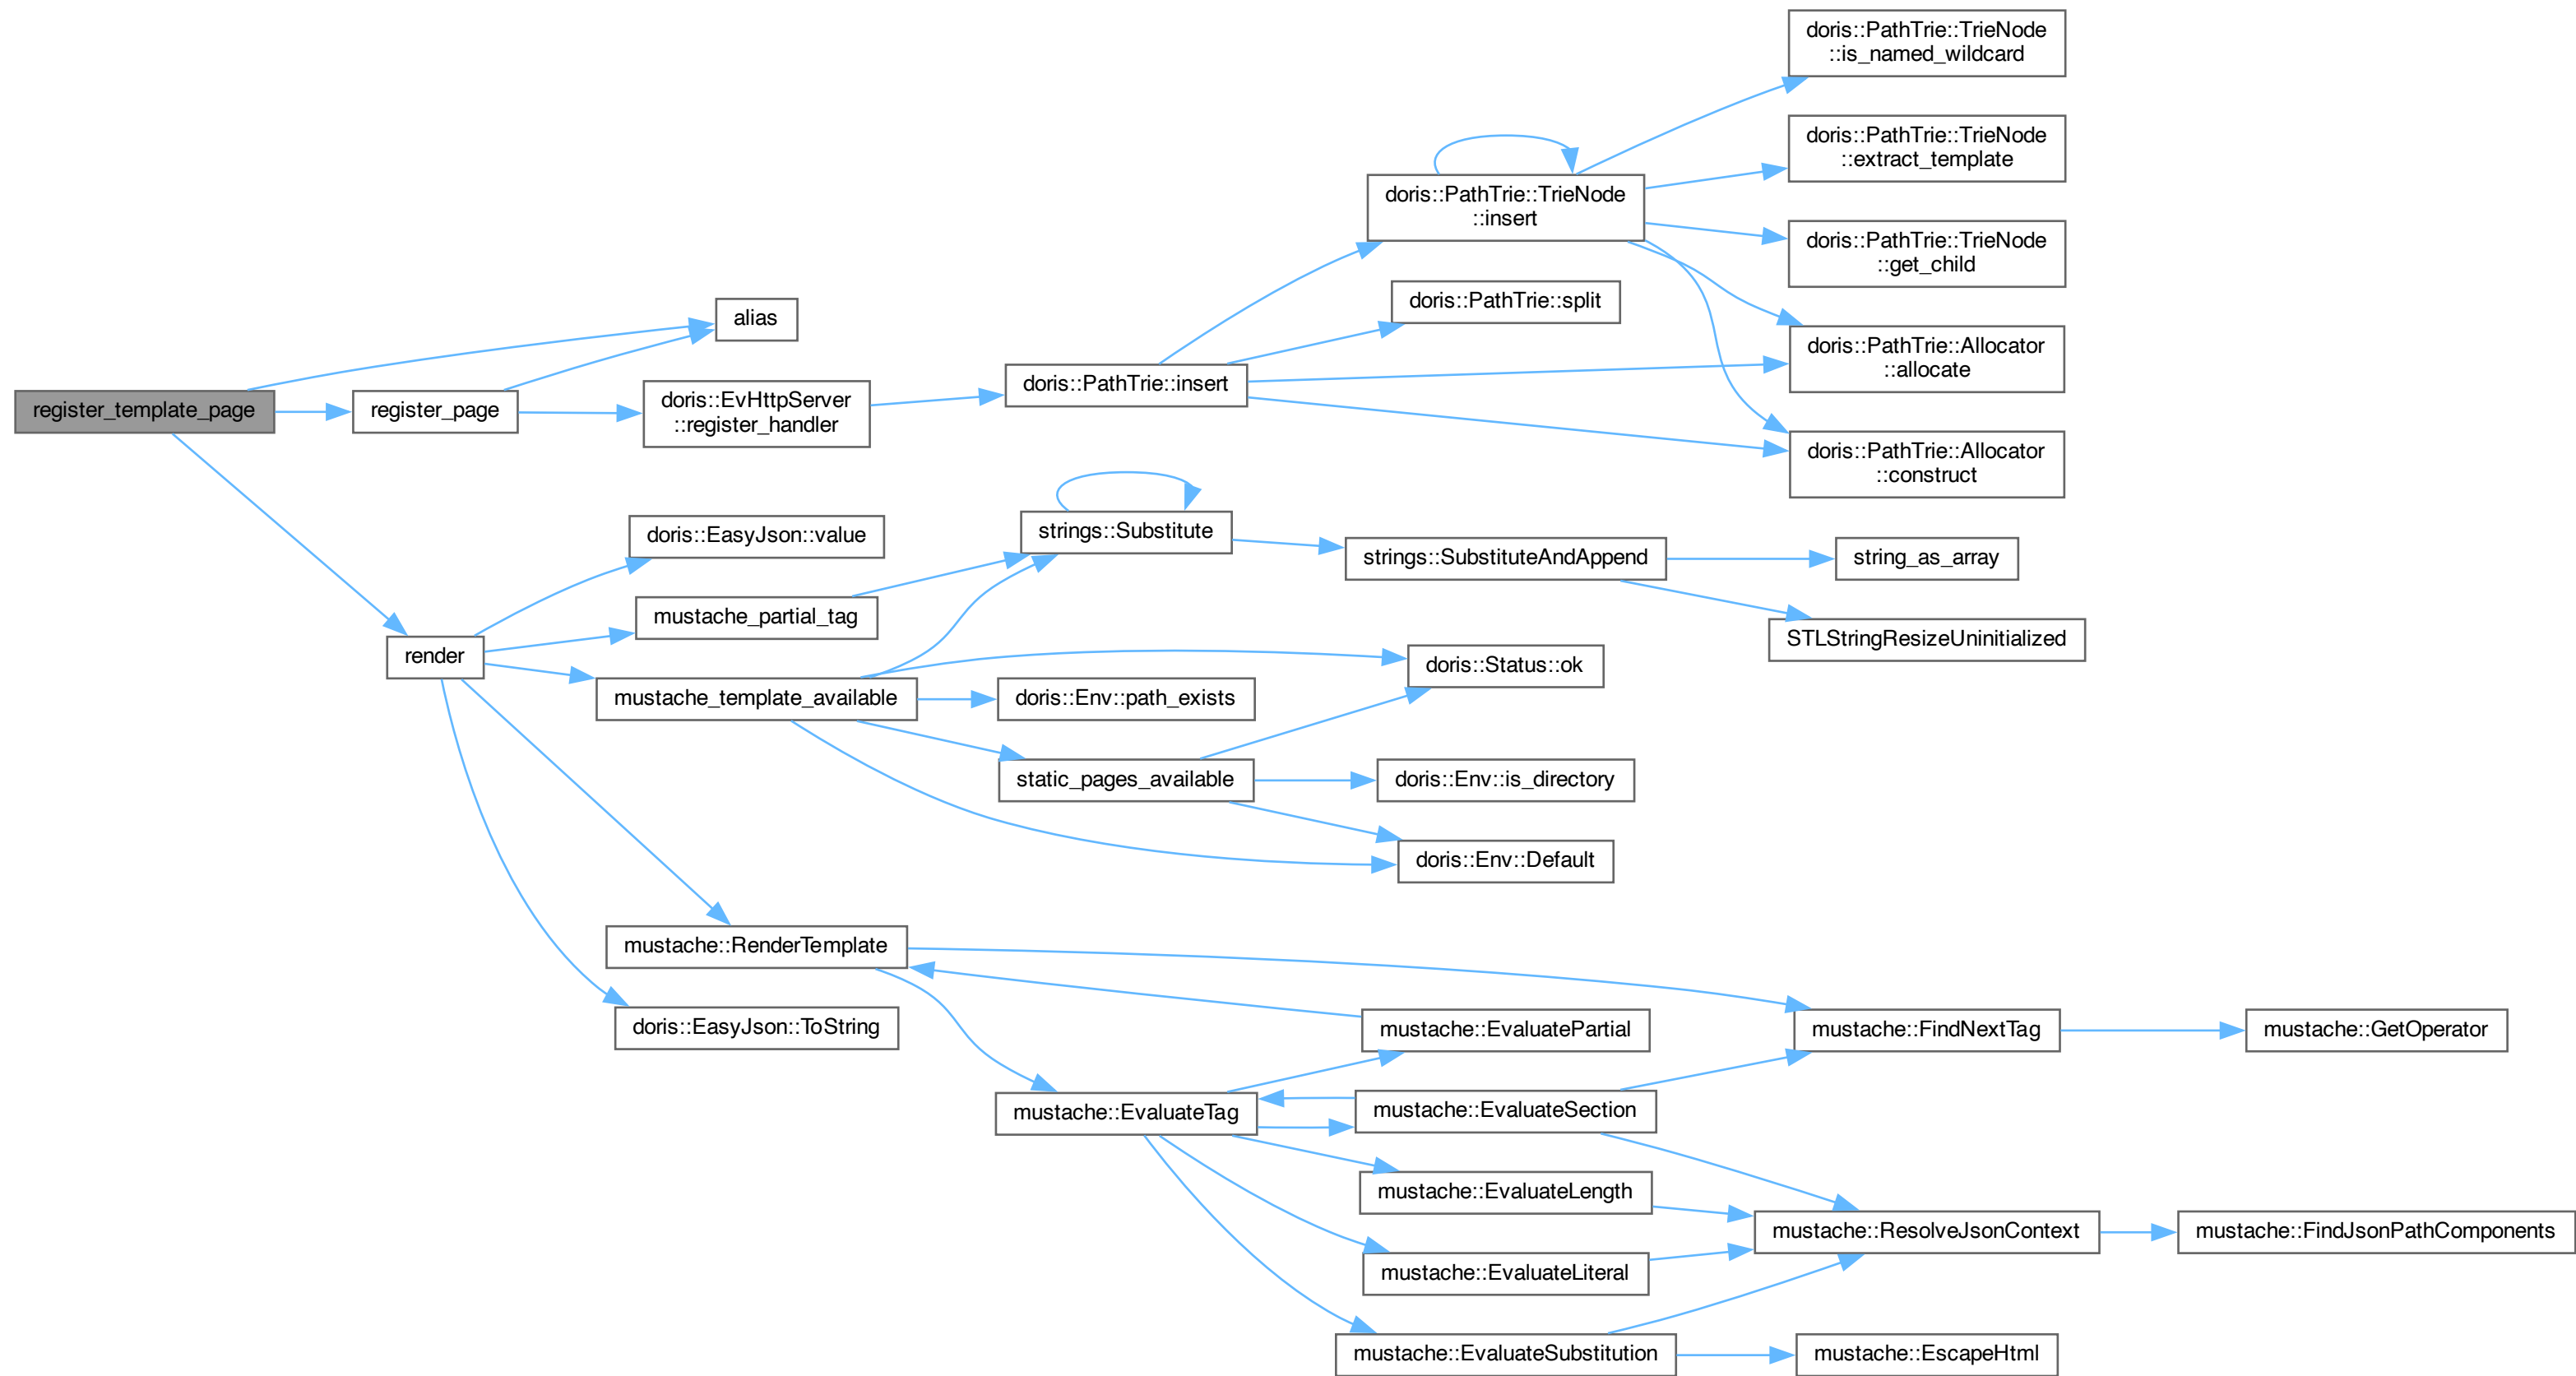 register_template_page
alias
register_page
doris::EvHttpServer
::register_handler
doris::PathTrie::insert
doris::PathTrie::TrieNode
::insert
doris::PathTrie::TrieNode
::is_named_wildcard
doris::PathTrie::TrieNode
::extract_template
doris::PathTrie::TrieNode
::get_child
doris::PathTrie::Allocator
::allocate
doris::PathTrie::Allocator
::construct
doris::PathTrie::split
render
doris::EasyJson::value
mustache_partial_tag
strings::Substitute
strings::SubstituteAndAppend
string_as_array
STLStringResizeUninitialized
mustache_template_available
doris::Status::ok
doris::Env::path_exists
static_pages_available
doris::Env::is_directory
doris::Env::Default
mustache::RenderTemplate
doris::EasyJson::ToString
mustache::EvaluateTag
mustache::EvaluatePartial
mustache::FindNextTag
mustache::GetOperator
mustache::EvaluateSection
mustache::EvaluateLength
mustache::EvaluateLiteral
mustache::ResolveJsonContext
mustache::FindJsonPathComponents
mustache::EvaluateSubstitution
mustache::EscapeHtml